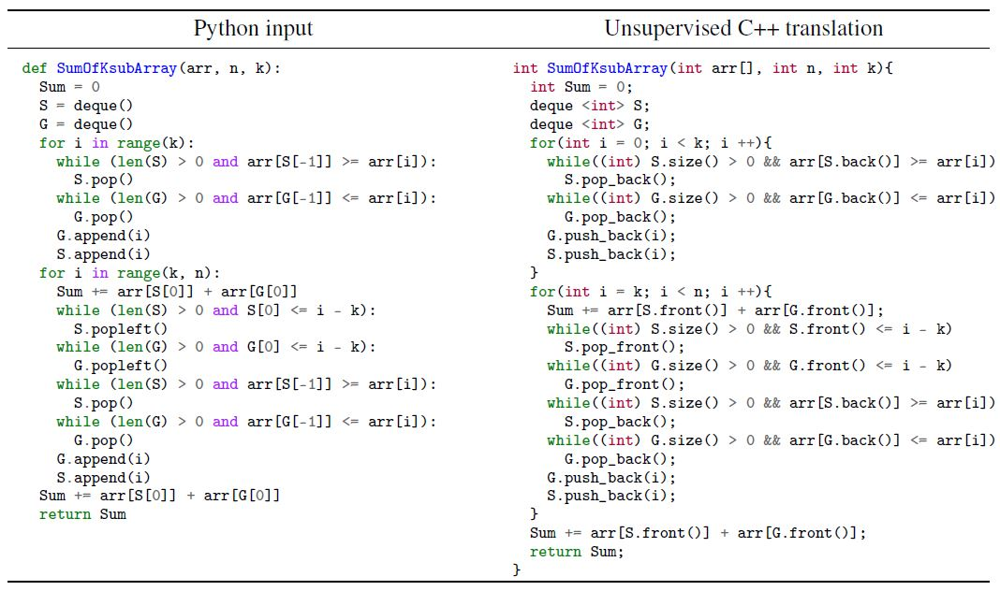 Python input
def SumOfKsubArray(arr, n, k):
  Sum = 0
  S = deque()
  G = deque()
  for i in range(k):
    while (len(S) > 0 and arr[S[-1]] >= arr[i]):
      S.pop()
    while (len(G) > 0 and arr[G[-1]] <= arr[i]):
      G.pop()
    G.append(i)
    S.append(i)
  for i in range(k, n):
    Sum += arr[S[0]] + arr[G[0]]
    while (len(S) > 0 and S[0] <= i - k):
      S.popleft()
    while (len(G) > 0 and G[0] <= i - k):
      G.popleft()
    while (len(S) > 0 and arr[S[-1]] >= arr[i]):
      S.pop()
    while (len(G) > 0 and arr[G[-1]] <= arr[i]):
      G.pop()
    G.append(i)
    S.append(i)
  Sum += arr[S[0]] + arr[G[0]]
  return Sum
Unsupervised C++ translation
int SumOfKsubArray(int arr[], int n, int k){
  int Sum = 0;
  deque <int> S;
  deque <int> G;
  for(int i = 0; i < k; i ++){
    while((int) S.size() > 0 && arr[S.back()] >= arr[i])
      S.pop_back();
    while((int) G.size() > 0 && arr[G.back()] <= arr[i])
      G.pop_back();
    G.push_back(i);
    S.push_back(i);
  }
  for(int i = k; i < n; i ++){
    Sum += arr[S.front()] + arr[G.front()];
    while((int) S.size() > 0 && S.front() <= i - k)
      S.pop_front();
    while((int) G.size() > 0 && G.front() <= i - k)
      G.pop_front();
    while((int) S.size() > 0 && arr[S.back()] >= arr[i])
      S.pop_back();
    while((int) G.size() > 0 && arr[G.back()] <= arr[i])
      G.pop_back();
    G.push_back(i);
    S.push_back(i);
  }
  Sum += arr[S.front()] + arr[G.front()];
  return Sum;
}